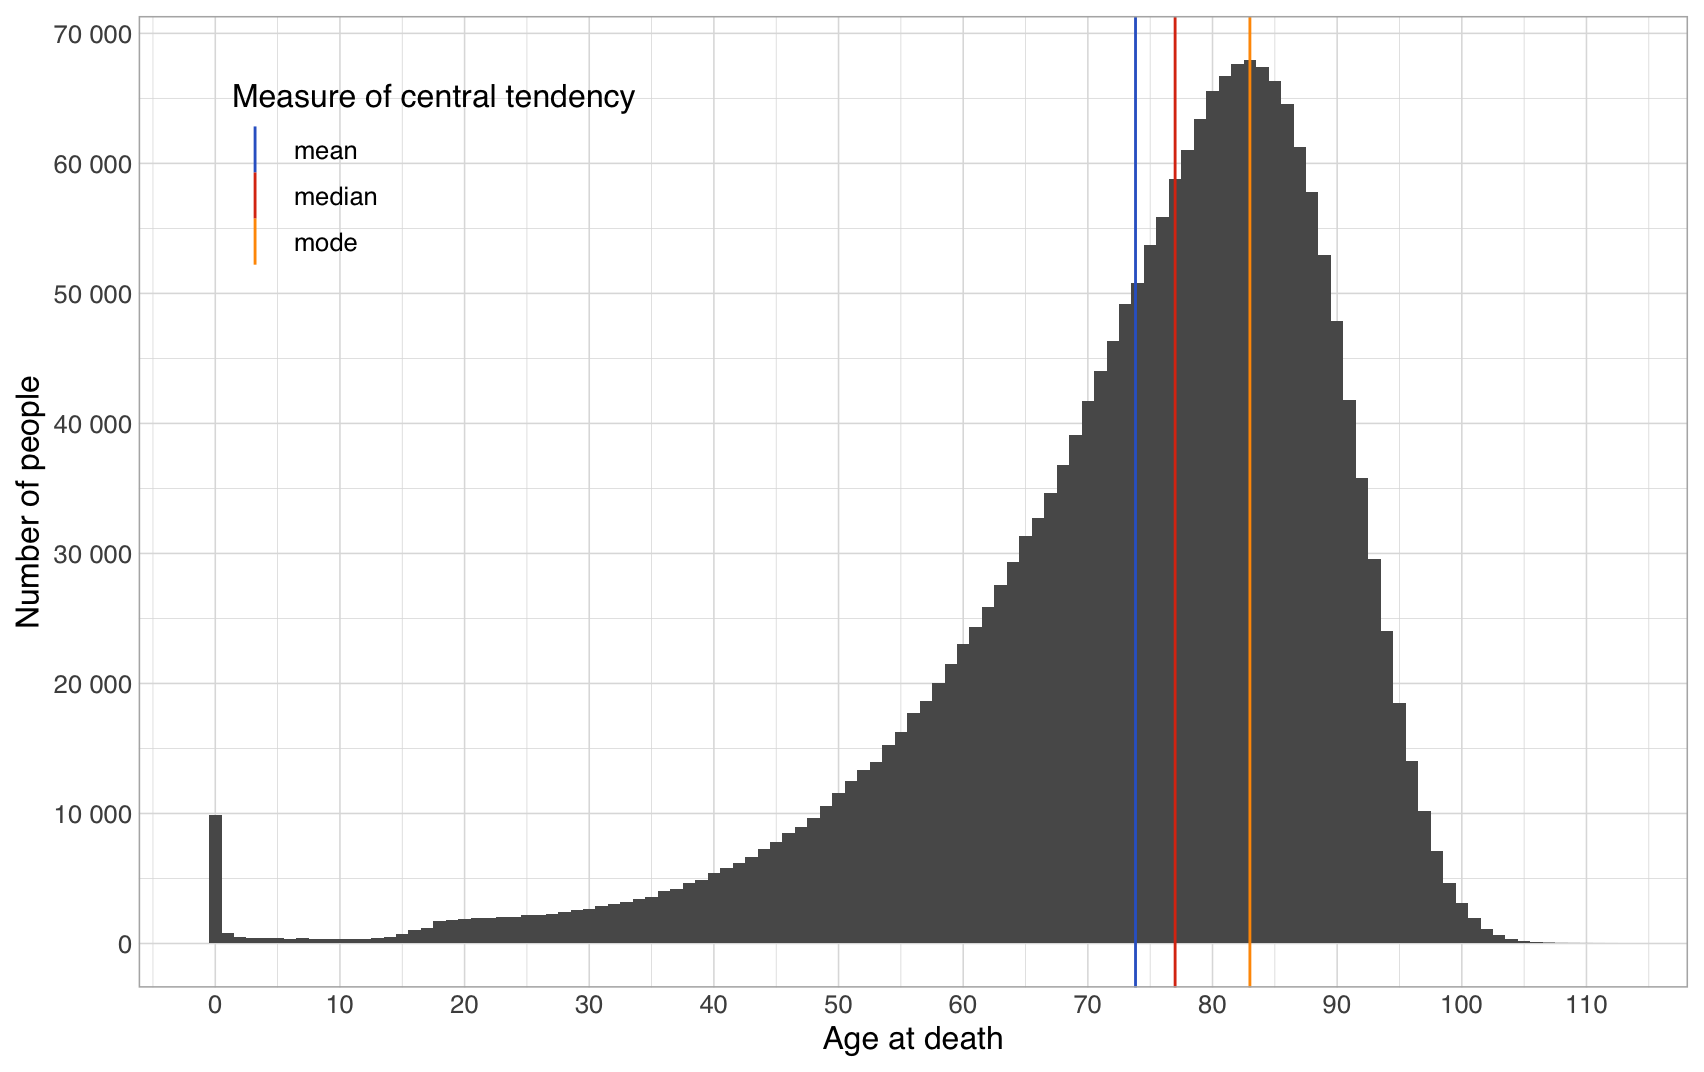 Measure of central tendency
mean
median
mode
70 000
60 000
50 000
40 000
30 000
20 000
10 000
0
Number of people
0 10 20 30 40 50 60 70 80 90 100 110
Age at death